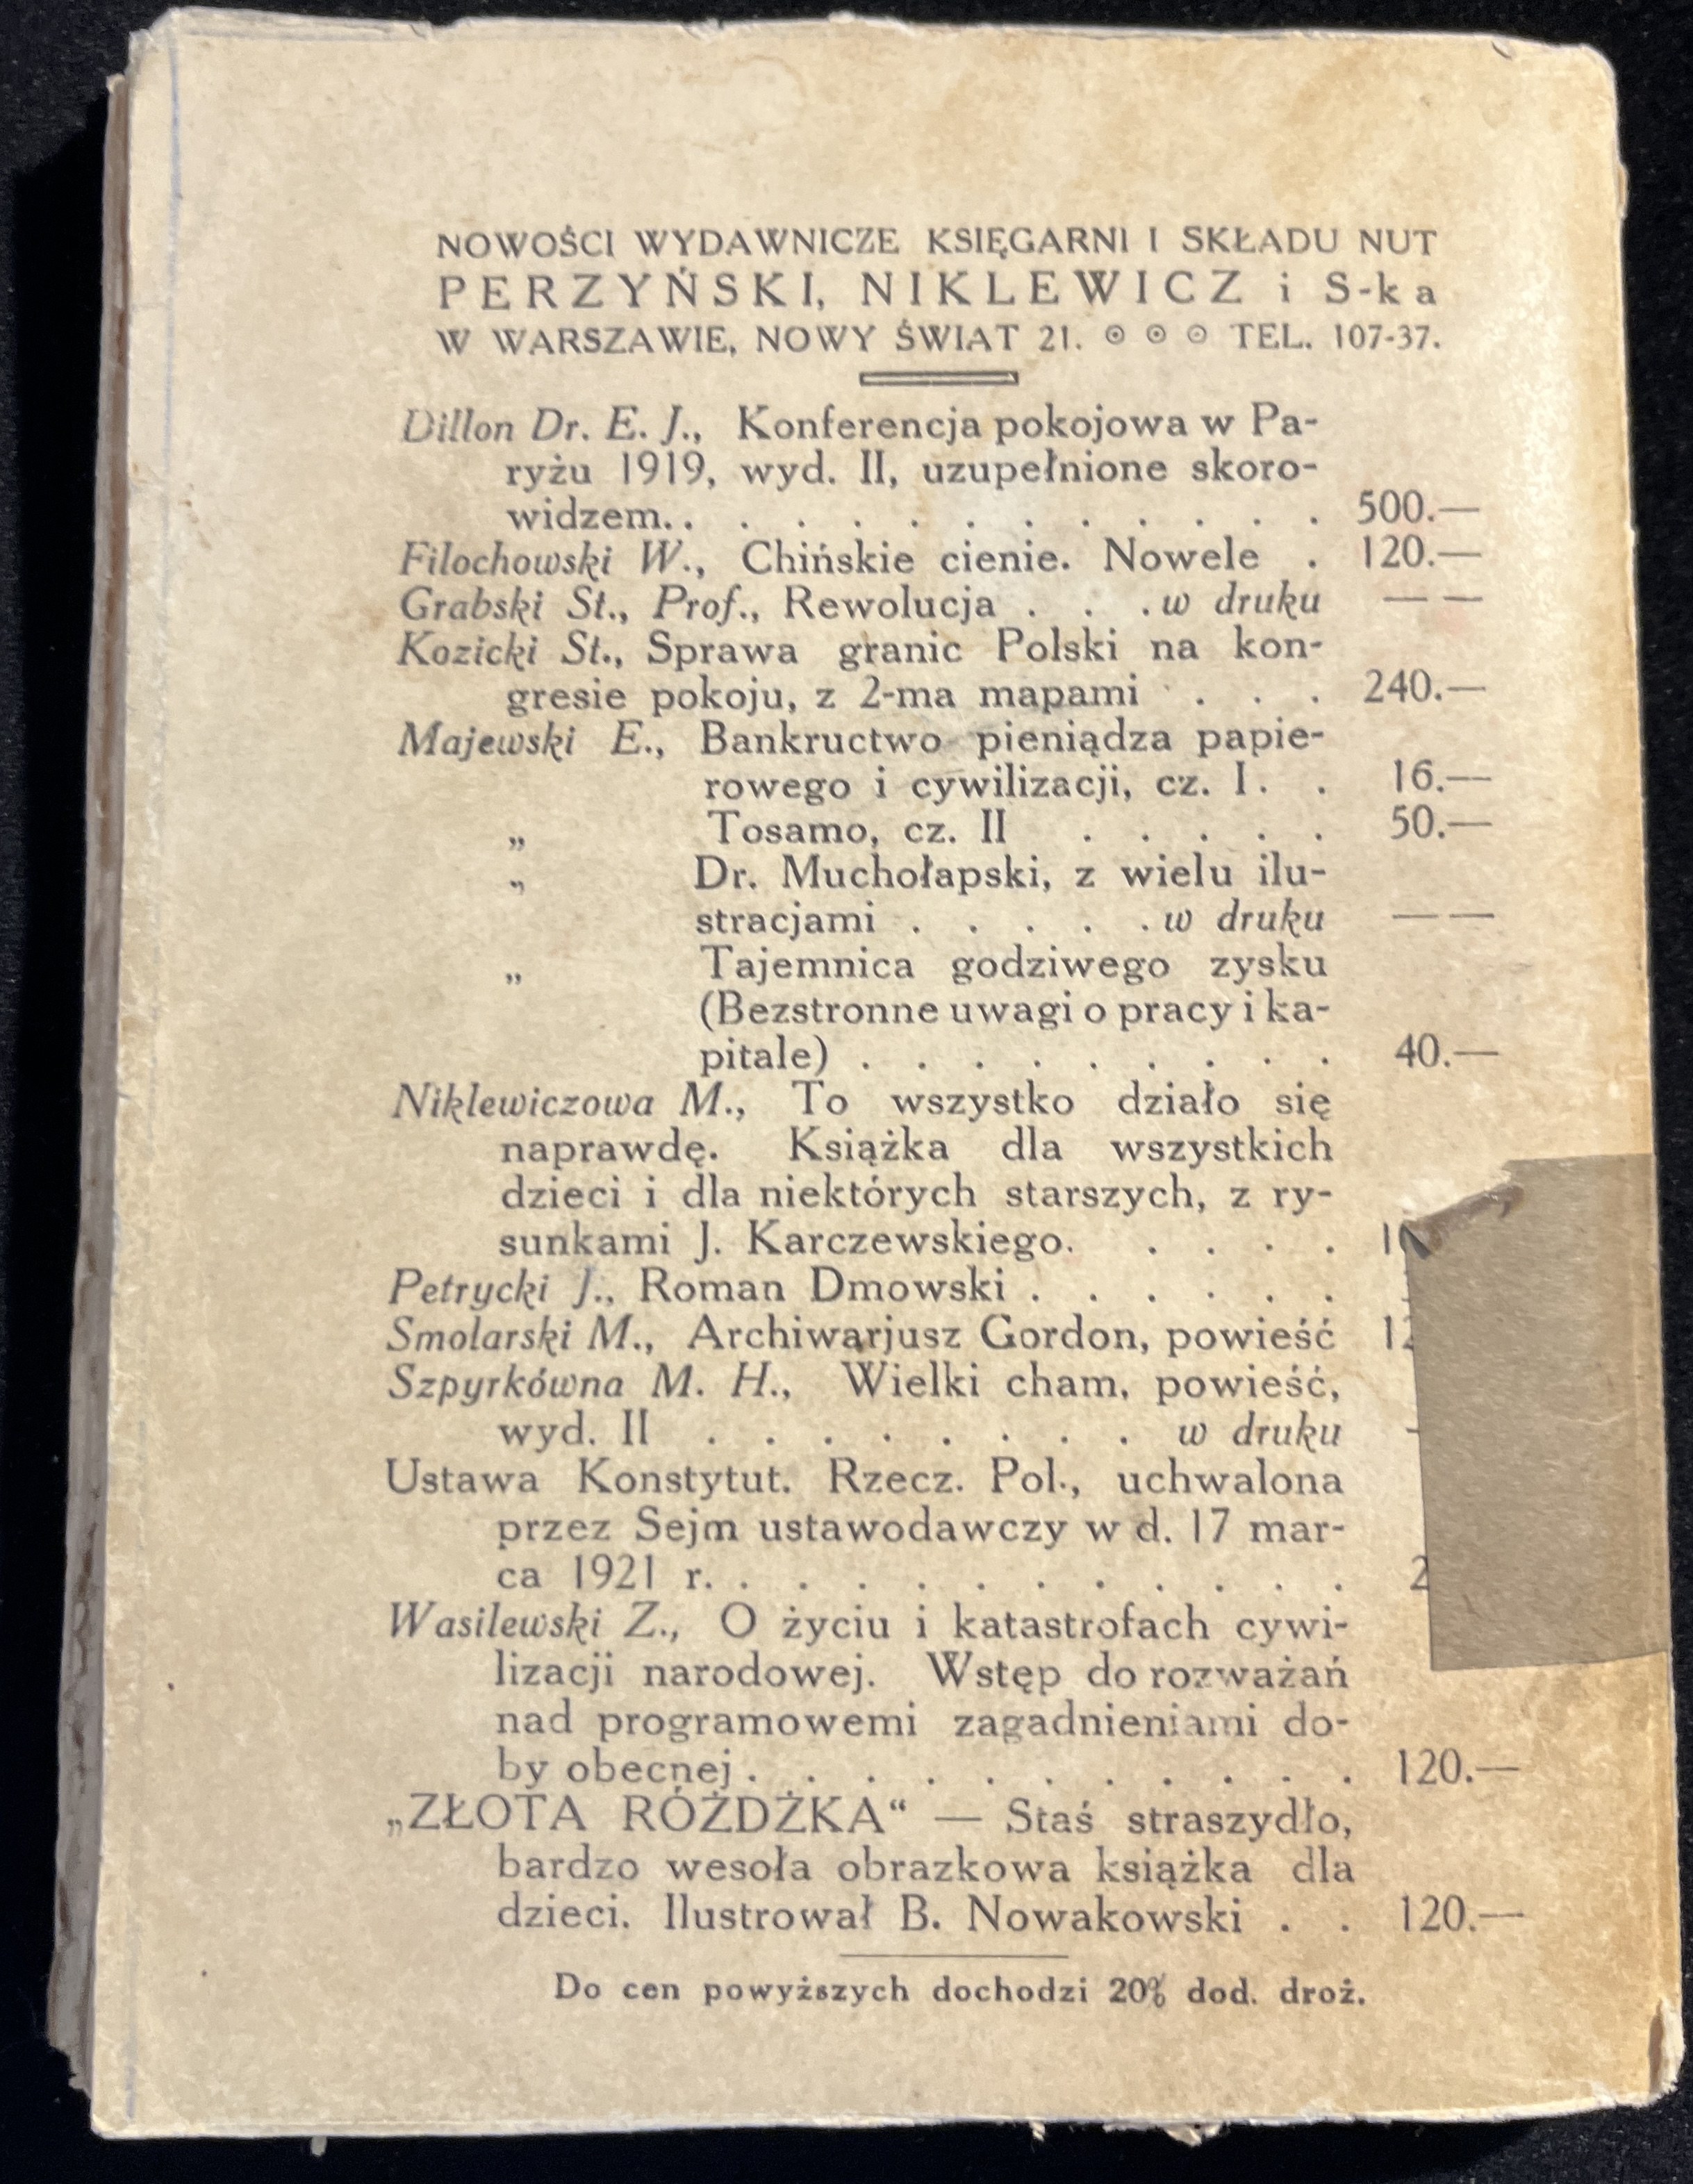 NOWOŚCI WYDAWNICZE KSIĘGARNI I SKŁADU NUT
PERZYŃSKI, NIKLEWICZ i S-ka
W WARSZAWIE, NOWY ŚWIAT 21. ⊙ ⊙ ⊙ TEL. 107-37.
Dillon Dr. E. J., Konferencja pokojowa w Pa-
ryżu 1919, wyd. II, uzupełnione skoro-
widzem. . . . . . . . . . . . . 500.—
Filochowski W., Chińskie cienie. Nowele . 120.—
Grabski St., Prof., Rewolucja . . . w druku — —
Kozicki St., Sprawa granic Polski na kon-
gresie pokoju, z 2-ma mapami . . . . 240.—
Majewski E., Bankructwo pieniądza papie-
rowego i cywilizacji, cz. I . . 16.—
„ Tosamo, cz. II . . . . . 50.—
„ Dr. Muchołapski, z wielu ilu-
stracjami . . . . . w druku — —
„ Tajemnica godziwego zysku
(Bezstronne uwagi o pracy i ka-
pitale) . . . . . . . . . 40.—
Niklewiczowa M., To wszystko działo się
naprawdę. Książka dla wszystkich
dzieci i dla niektórych starszych, z ry-
sunkami J. Karczewskiego. . . . .
Petrycki J., Roman Dmowski . . . . . .
Smolarski M., Archiwarjusz Gordon, powieść
Szpyrkówna M. H., Wielki cham, powieść,
wyd. II . . . . . . . . w druku
Ustawa Konstytut. Rzecz. Pol., uchwalona
przez Sejm ustawodawczy w d. 17 mar-
ca 1921 r. . . . . . . . . . . .
Wasilewski Z., O życiu i katastrofach cywi-
lizacji narodowej. Wstęp do rozważań
nad programowemi zagadnieniami do-
by obecnej . . . . . . . . . . . 120.—
„ZŁOTA RÓŻDŻKA“ — Staś straszydło,
bardzo wesoła obrazkowa książka dla
dzieci. Ilustrował B. Nowakowski . . 120.—
Do cen powyższych dochodzi 20% dod. droż.